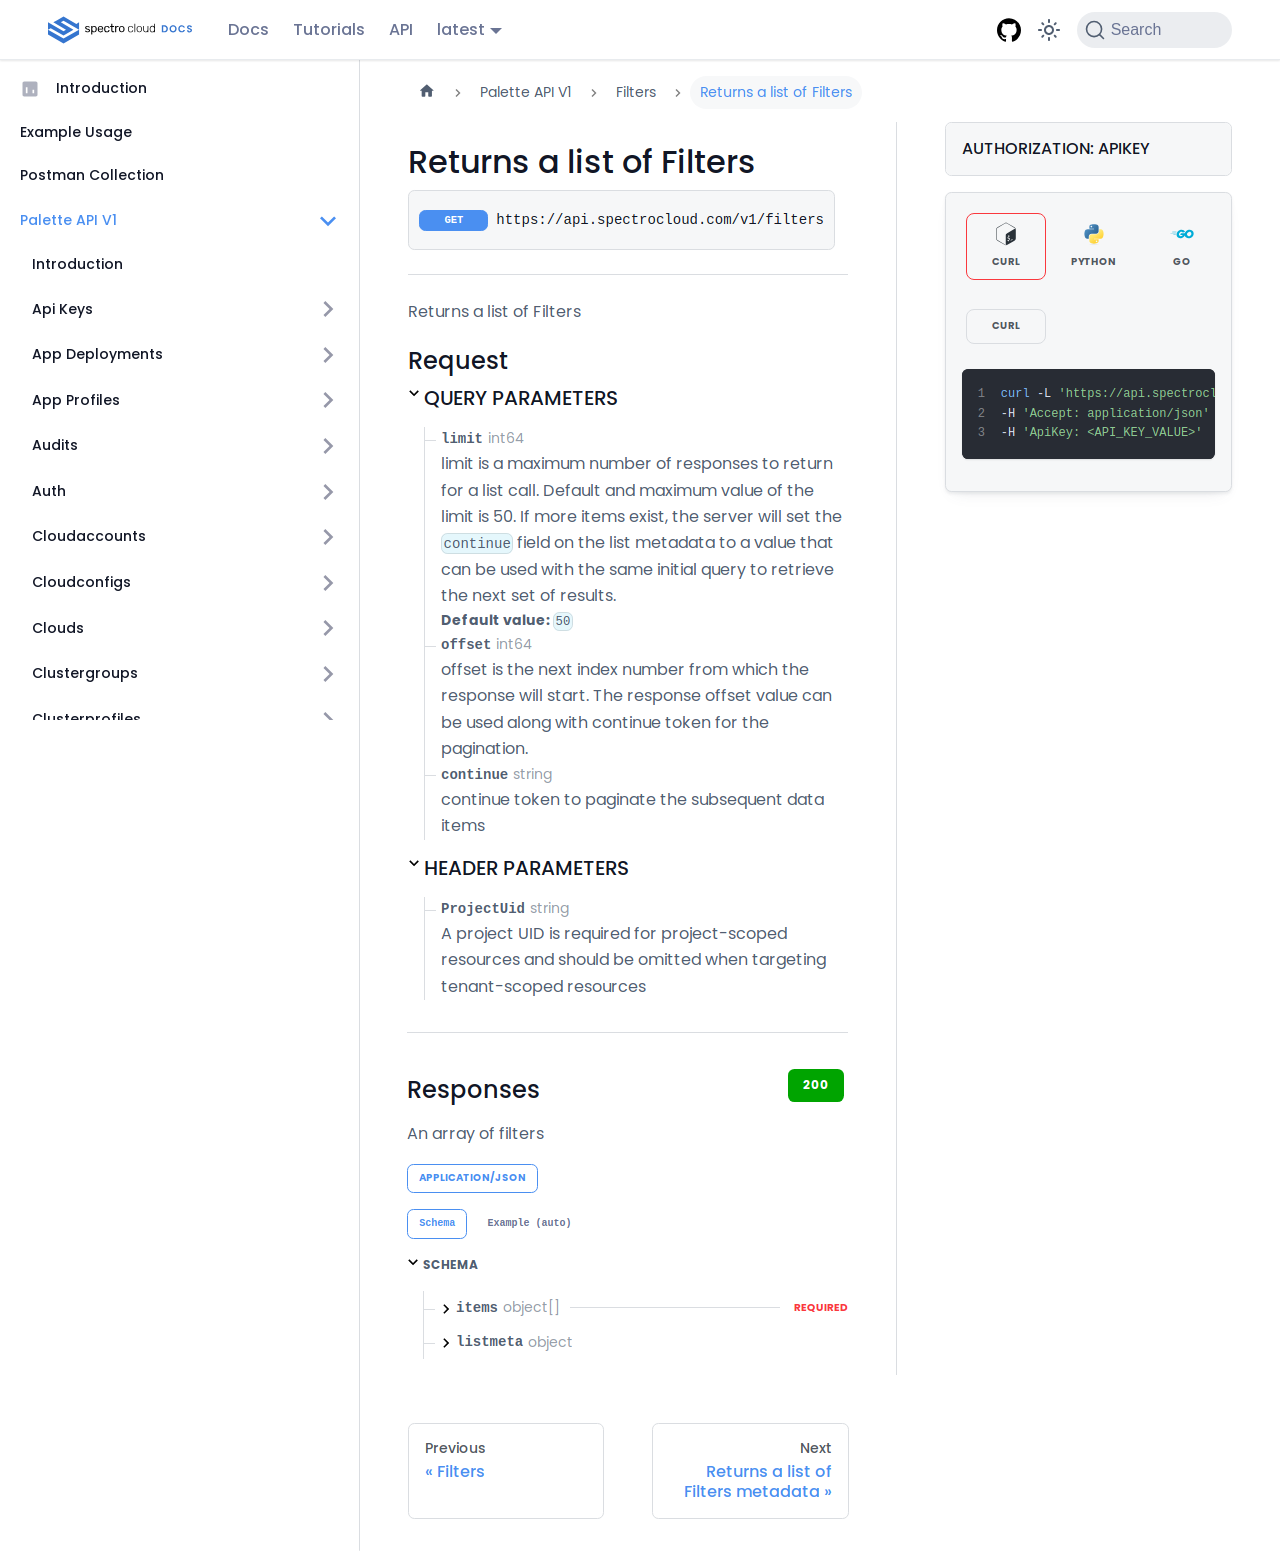 spectro cloud DOCS
Docs
Tutorials
API
latest
Search
Introduction
Example Usage
Postman Collection
Palette API V1
Introduction
Api Keys
App Deployments
App Profiles
Audits
Auth
Cloudaccounts
Cloudconfigs
Clouds
Clustergroups
Clusterprofiles
Palette API V1
Filters
Returns a list of Filters
Returns a list of Filters
GET https://api.spectrocloud.com/v1/filters
Returns a list of Filters
Request
QUERY PARAMETERS
limit int64
limit is a maximum number of responses to return
for a list call. Default and maximum value of the
limit is 50. If more items exist, the server will set the
continue field on the list metadata to a value that
can be used with the same initial query to retrieve
the next set of results.
Default value: 50
offset int64
offset is the next index number from which the
response will start. The response offset value can
be used along with continue token for the
pagination.
continue string
continue token to paginate the subsequent data
items
HEADER PARAMETERS
ProjectUid string
A project UID is required for project-scoped
resources and should be omitted when targeting
tenant-scoped resources
Responses
200
An array of filters
APPLICATION/JSON
Schema
Example (auto)
SCHEMA
items object[]
REQUIRED
listmeta object
Previous
« Filters
Next
Returns a list of
Filters metadata »
AUTHORIZATION: APIKEY
CURL
PYTHON
GO
CURL
1 curl -L 'https://api.spectrocl
2 -H 'Accept: application/json'
3 -H 'ApiKey: <API_KEY_VALUE>'